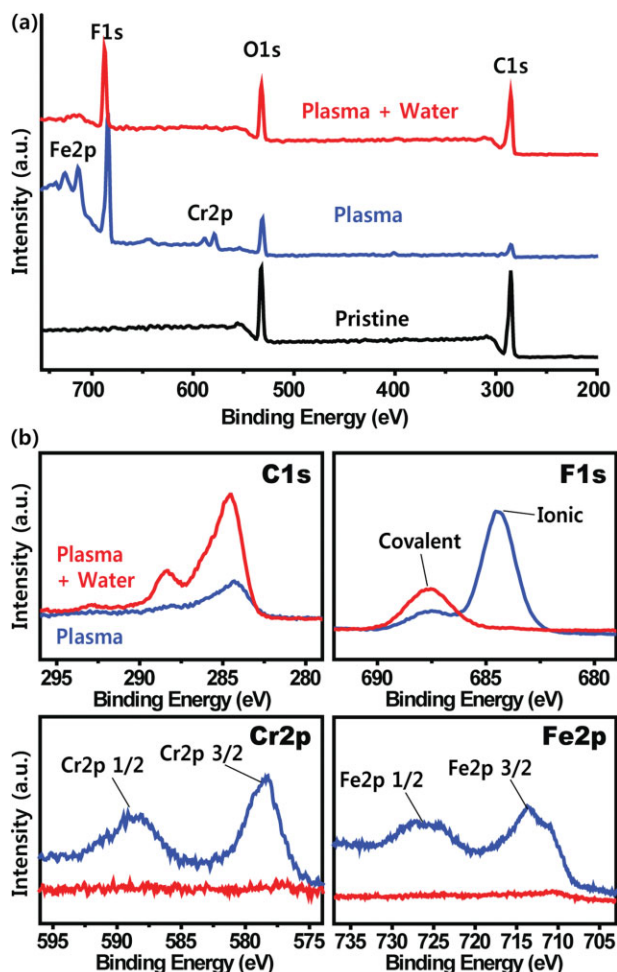 (a)
F1s
O1s
C1s
Plasma + Water
Fe2p
Cr2p
Plasma
Pristine
Intensity (a.u.)
700 600 500 400 300 200
Binding Energy (eV)
(b)
C1s
Plasma
+ Water
Plasma
Intensity (a.u.)
295 290 285 280
Binding Energy (eV)
F1s
Ionic
Covalent
690 685 680
Binding Energy (eV)
Cr2p
Cr2p 3/2
Cr2p 1/2
Intensity (a.u.)
595 590 585 580 575
Binding Energy (eV)
Fe2p
Fe2p 3/2
Fe2p 1/2
735 725 715 705
Binding Energy (eV)